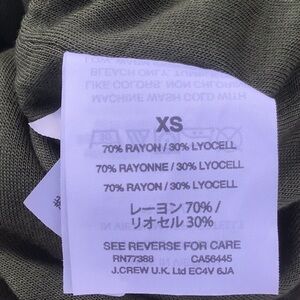 XS
70% RAYON / 30% LYOCELL
70% RAYONNE / 30% LYOCELL
70% RAYON / 30% LYOCELL
レーヨン 70% /
リオセル 30%
SEE REVERSE FOR CARE
RN77388 CA56445
J.CREW U.K. Ltd EC4V 6JA